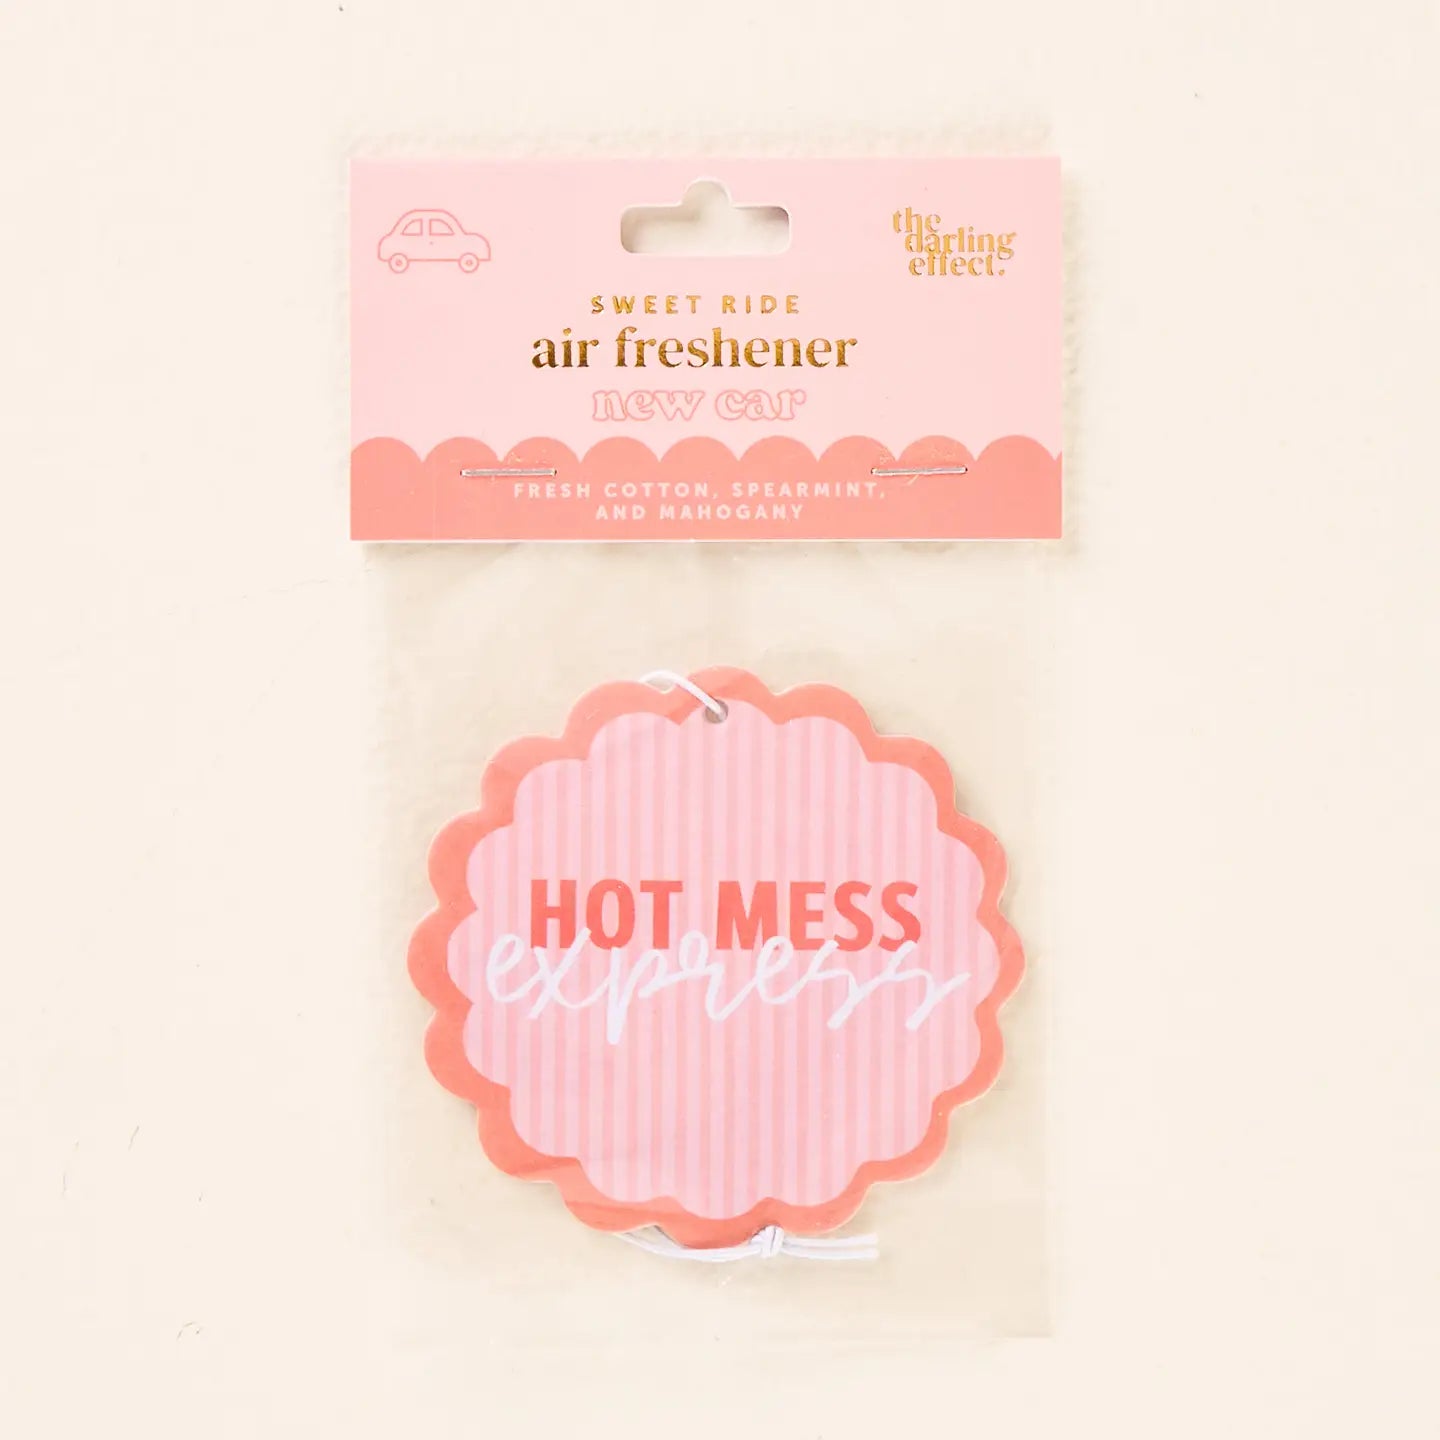 the
darling
effect.
SWEET RIDE
air freshener
new car
FRESH COTTON, SPEARMINT,
AND MAHOGANY
HOT MESS
express